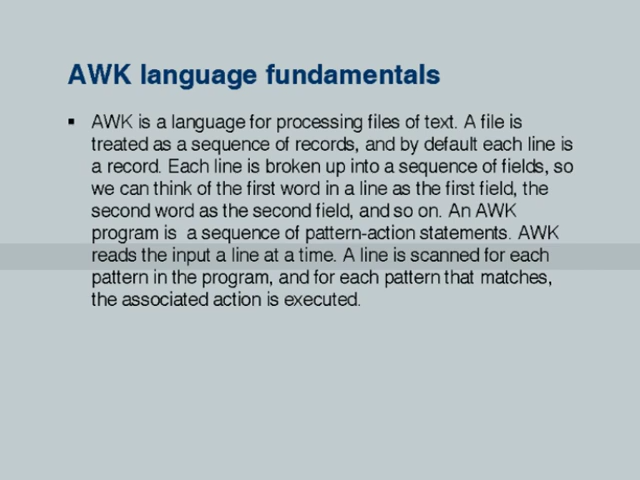 AWK language fundamentals
▪ AWK is a language for processing files of text. A file is
treated as a sequence of records, and by default each line is
a record. Each line is broken up into a sequence of fields, so
we can think of the first word in a line as the first field, the
second word as the second field, and so on. An AWK
program is  a sequence of pattern-action statements. AWK
reads the input a line at a time. A line is scanned for each
pattern in the program, and for each pattern that matches,
the associated action is executed.